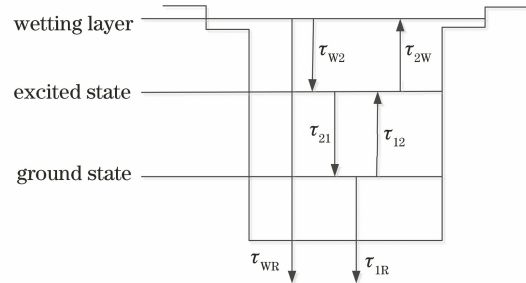 wetting layer
τW2
τ2W
excited state
τ21
τ12
ground state
τWR
τ1R